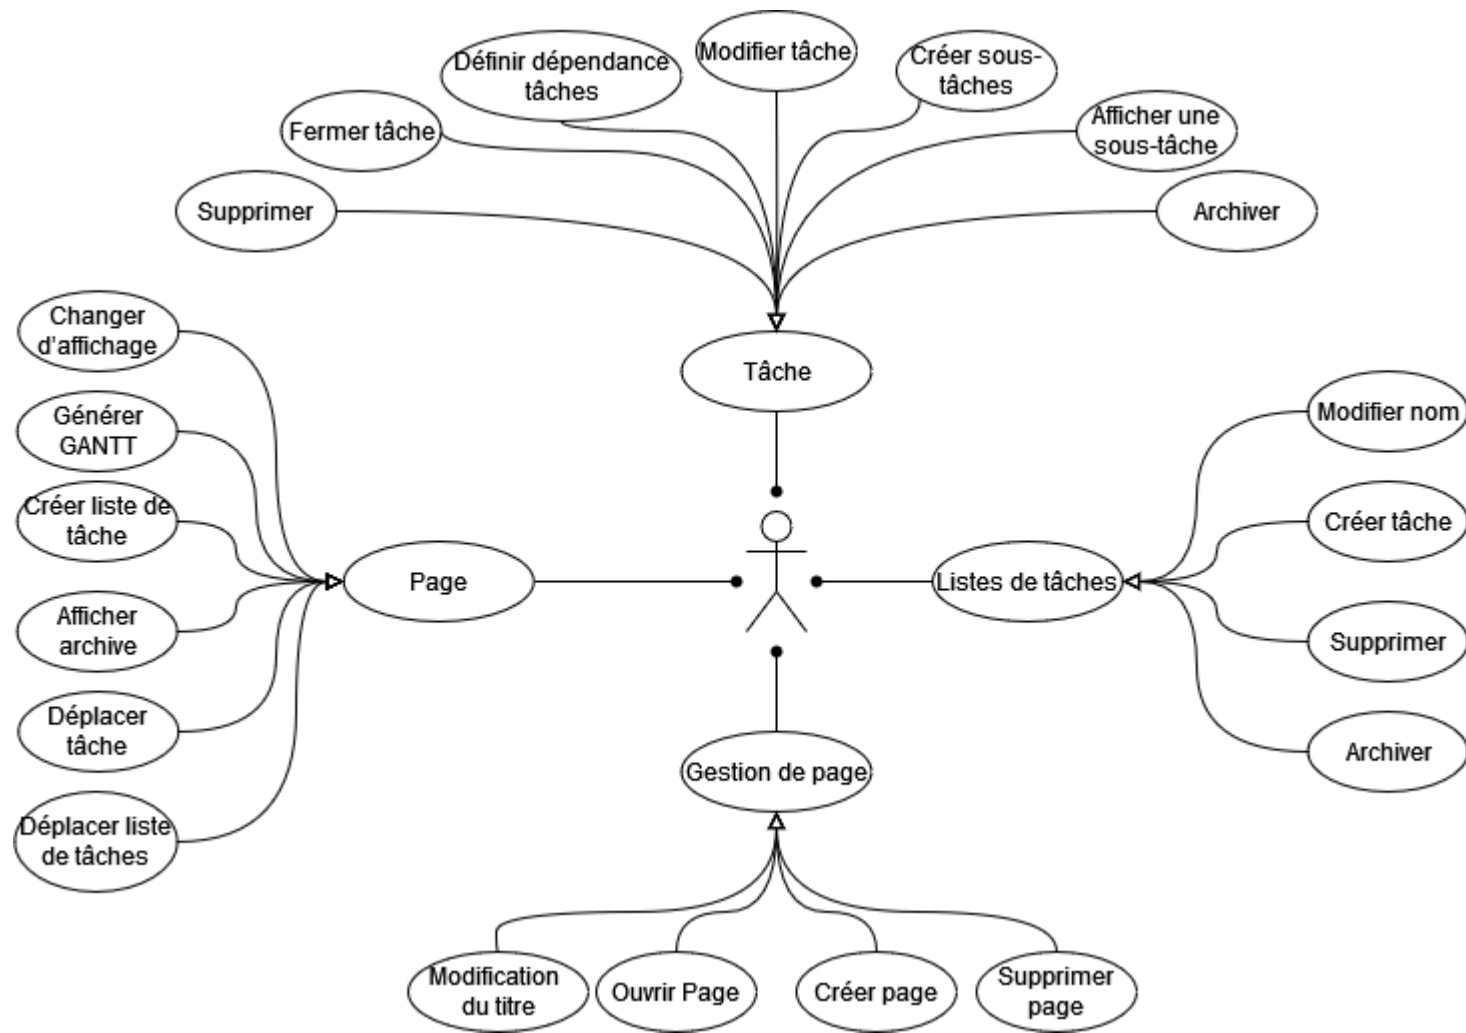 Modifier tâche
Définir dépendance
tâches
Créer sous-
tâches
Fermer tâche
Afficher une
sous-tâche
Supprimer
Archiver
Changer
d'affichage
Tâche
Générer
GANTT
Modifier nom
Créer liste de
tâche
Créer tâche
Page
Listes de tâches
Afficher
archive
Supprimer
Déplacer
tâche
Archiver
Gestion de page
Déplacer liste
de tâches
Modification
du titre
Ouvrir Page
Créer page
Supprimer
page